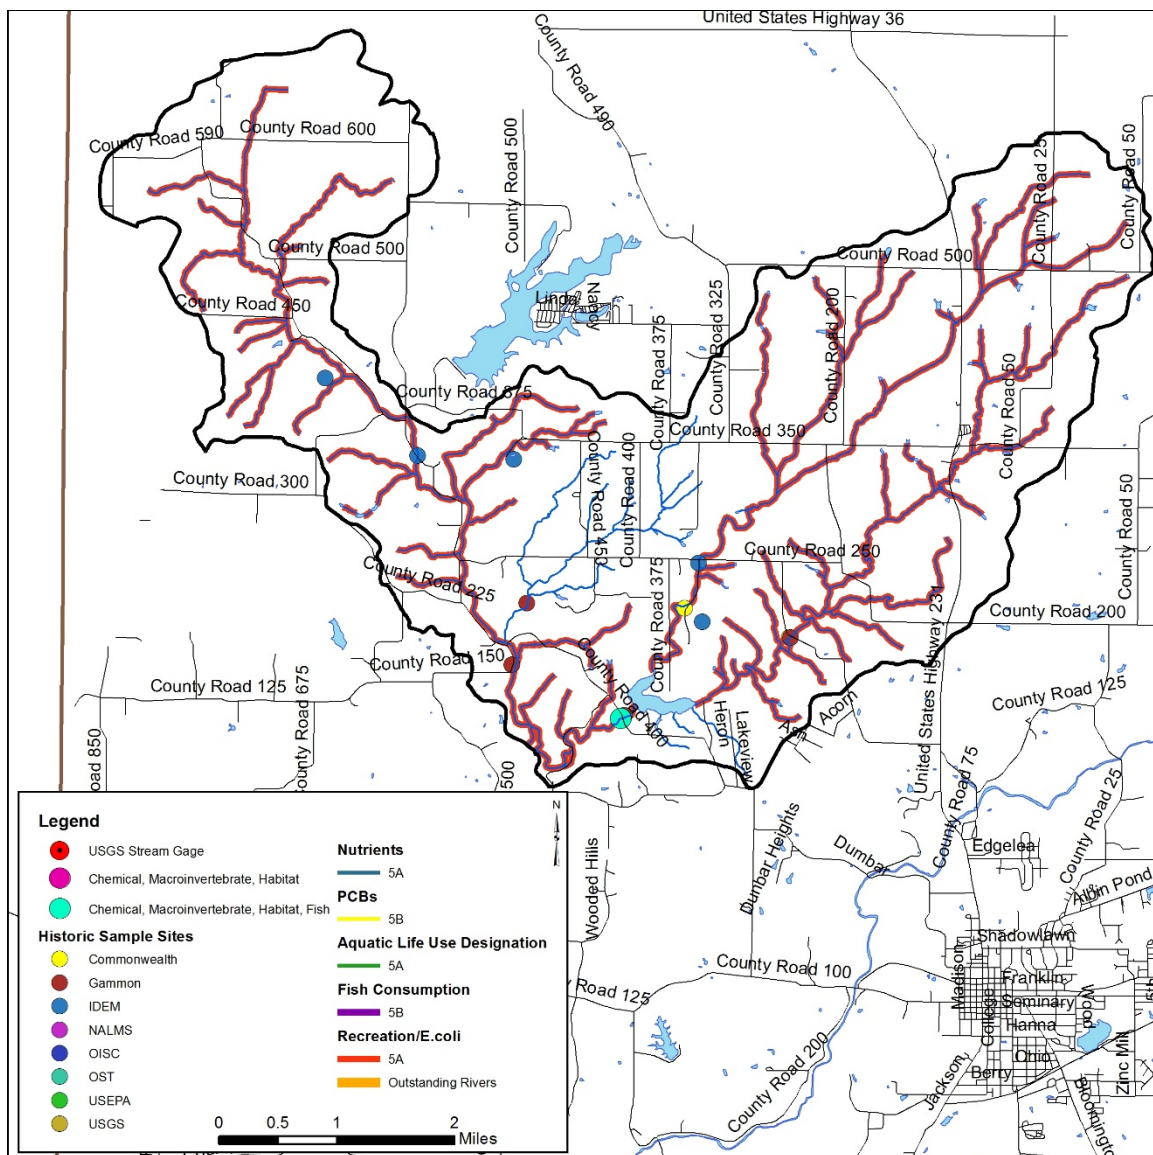 United States Highway 36
County Road 490
County Road 590
County Road 600
County Road 500
County Road 25
County Road 50
County Road 500
County Road 500
County Road 450
Linda
Nancy
County Road 325
County Road 375
County Road 200
County Road 875
County Road 350
County Road 50
County Road 300
County Road 400
County Road 450
County Road 50
County Road 250
County Road 225
County Road 375
County Road 200
County Road 150
County Road 125
County Road 675
County Road 400
United States Highway 231
County Road 125
Heron
Lakeview
Ash
Acorn
Road 850
500
County Road 75
County Road 25
Edgelea
Dumbar
Dunbar Heights
Wooded Hills
Albin Pond
Shadowlawn
Madison
College
Franklin
Seminary
Wood
Hanna
Ohio
Berry
Jackson
Bloomington
Zinc Mill
County Road 100
Road 125
County Road 200
Legend
USGS Stream Gage
Chemical, Macroinvertebrate, Habitat
Chemical, Macroinvertebrate, Habitat, Fish
Historic Sample Sites
Commonwealth
Gammon
IDEM
NALMS
OISC
OST
USEPA
USGS
N
Nutrients
5A
PCBs
5B
Aquatic Life Use Designation
5A
Fish Consumption
5B
Recreation/E.coli
5A
Outstanding Rivers
0 0.5 1 2
Miles